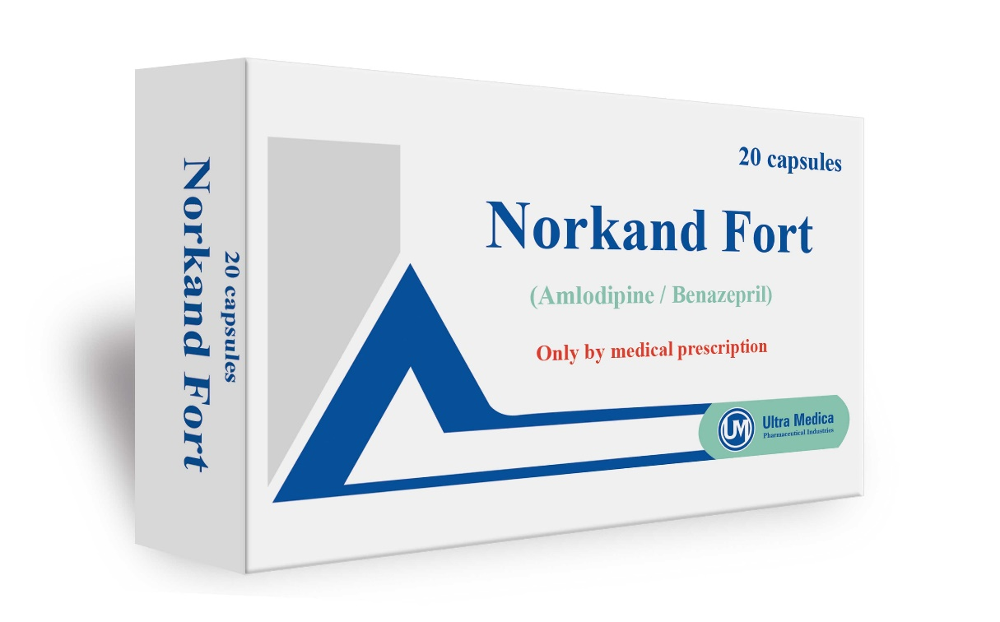 20 capsules
Norkand Fort
(Amlodipine / Benazepril)
Only by medical prescription
UM
Ultra Medica
Pharmaceutical Industries
Norkand Fort
20 capsules